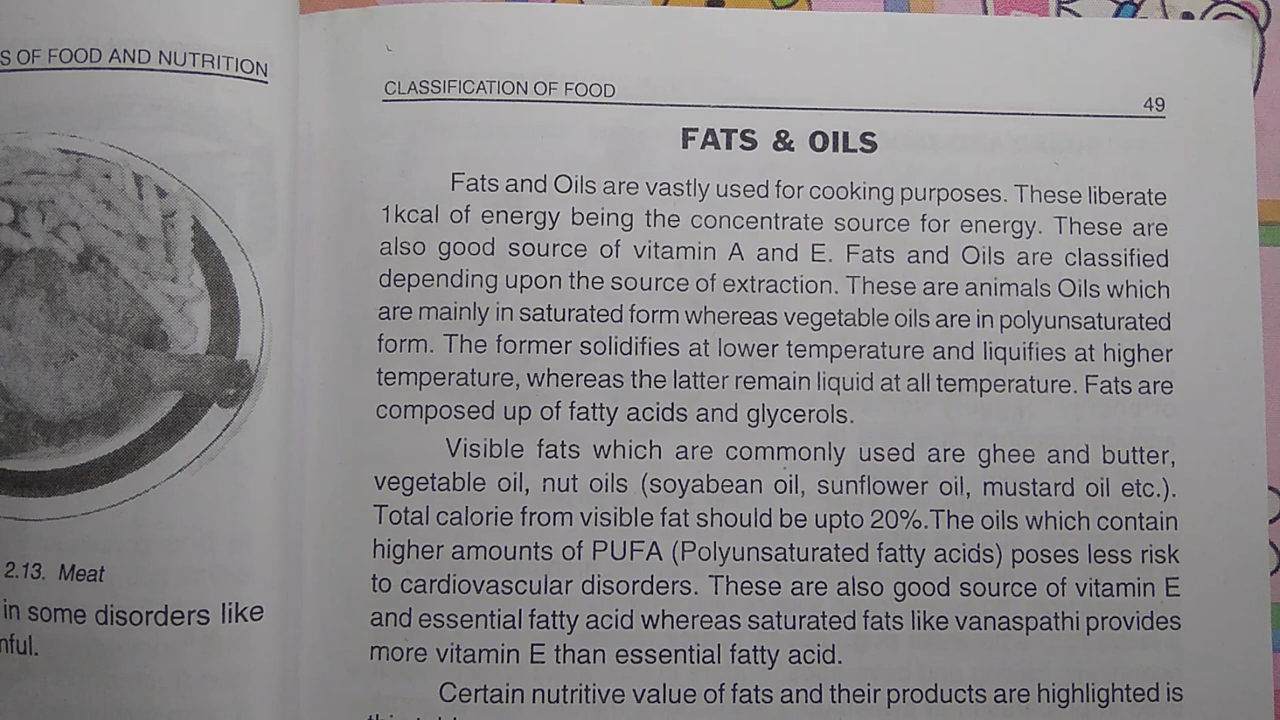 S OF FOOD AND NUTRITION
2.13. Meat
in some disorders like
nful.
CLASSIFICATION OF FOOD
49
FATS & OILS
Fats and Oils are vastly used for cooking purposes. These liberate
1kcal of energy being the concentrate source for energy. These are
also good source of vitamin A and E. Fats and Oils are classified
depending upon the source of extraction. These are animals Oils which
are mainly in saturated form whereas vegetable oils are in polyunsaturated
form. The former solidifies at lower temperature and liquifies at higher
temperature, whereas the latter remain liquid at all temperature. Fats are
composed up of fatty acids and glycerols.
Visible fats which are commonly used are ghee and butter,
vegetable oil, nut oils (soyabean oil, sunflower oil, mustard oil etc.).
Total calorie from visible fat should be upto 20%.The oils which contain
higher amounts of PUFA (Polyunsaturated fatty acids) poses less risk
to cardiovascular disorders. These are also good source of vitamin E
and essential fatty acid whereas saturated fats like vanaspathi provides
more vitamin E than essential fatty acid.
Certain nutritive value of fats and their products are highlighted is